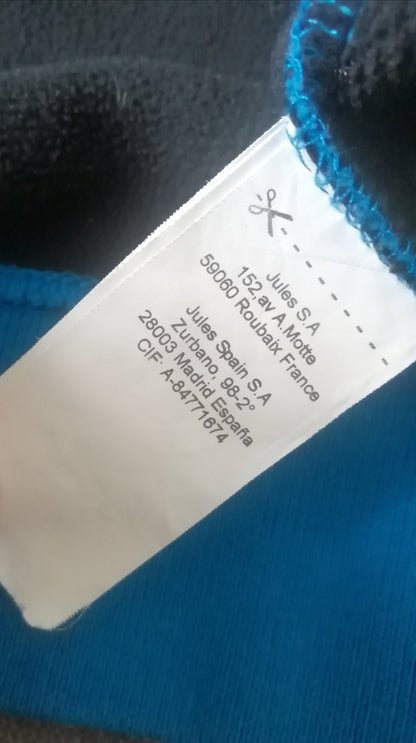 Jules S.A
152,av A.Motte
59060 Roubaix France
Jules Spain S.A
Zurbano, 98-2°
28003 Madrid España
CIF: A-84771674